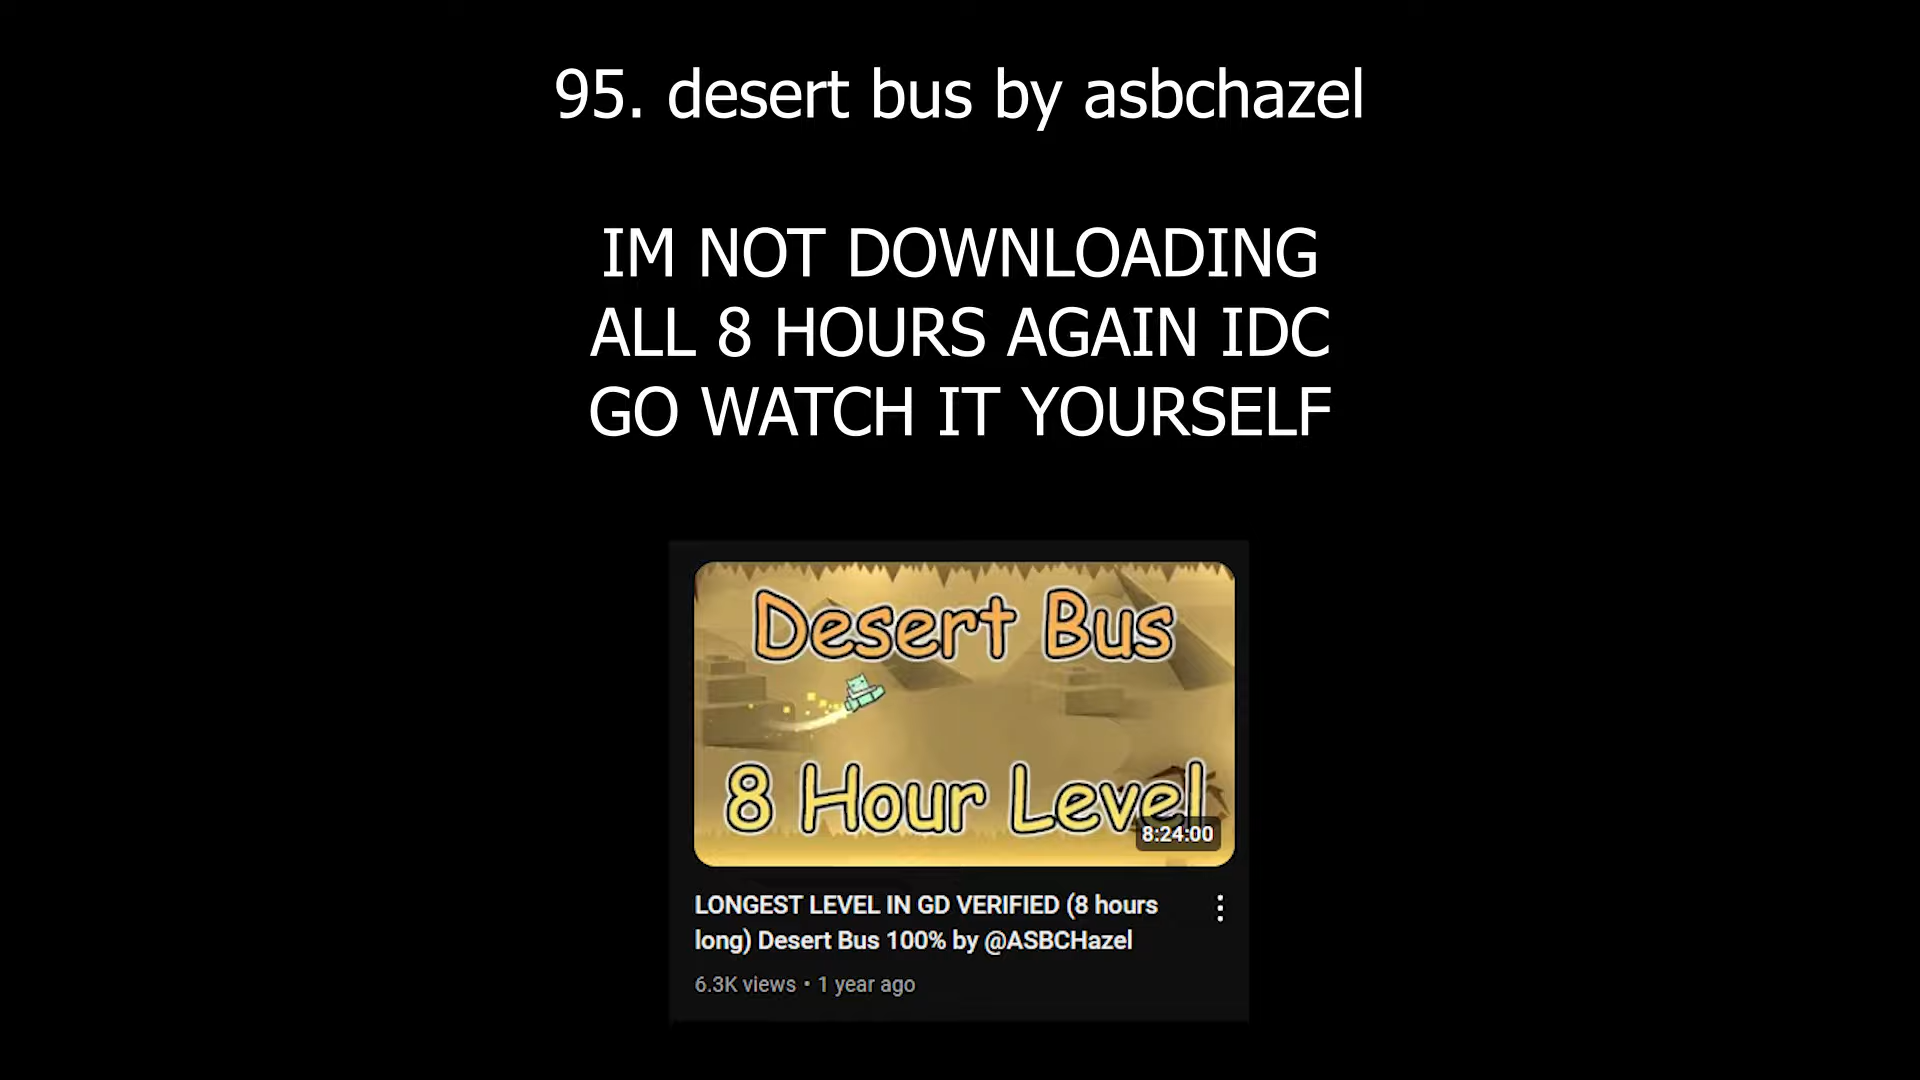 95. desert bus by asbchazel
IM NOT DOWNLOADING
ALL 8 HOURS AGAIN IDC
GO WATCH IT YOURSELF
Desert Bus
8 Hour Level
8:24:00
LONGEST LEVEL IN GD VERIFIED (8 hours
long) Desert Bus 100% by @ASBCHazel
6.3K views • 1 year ago